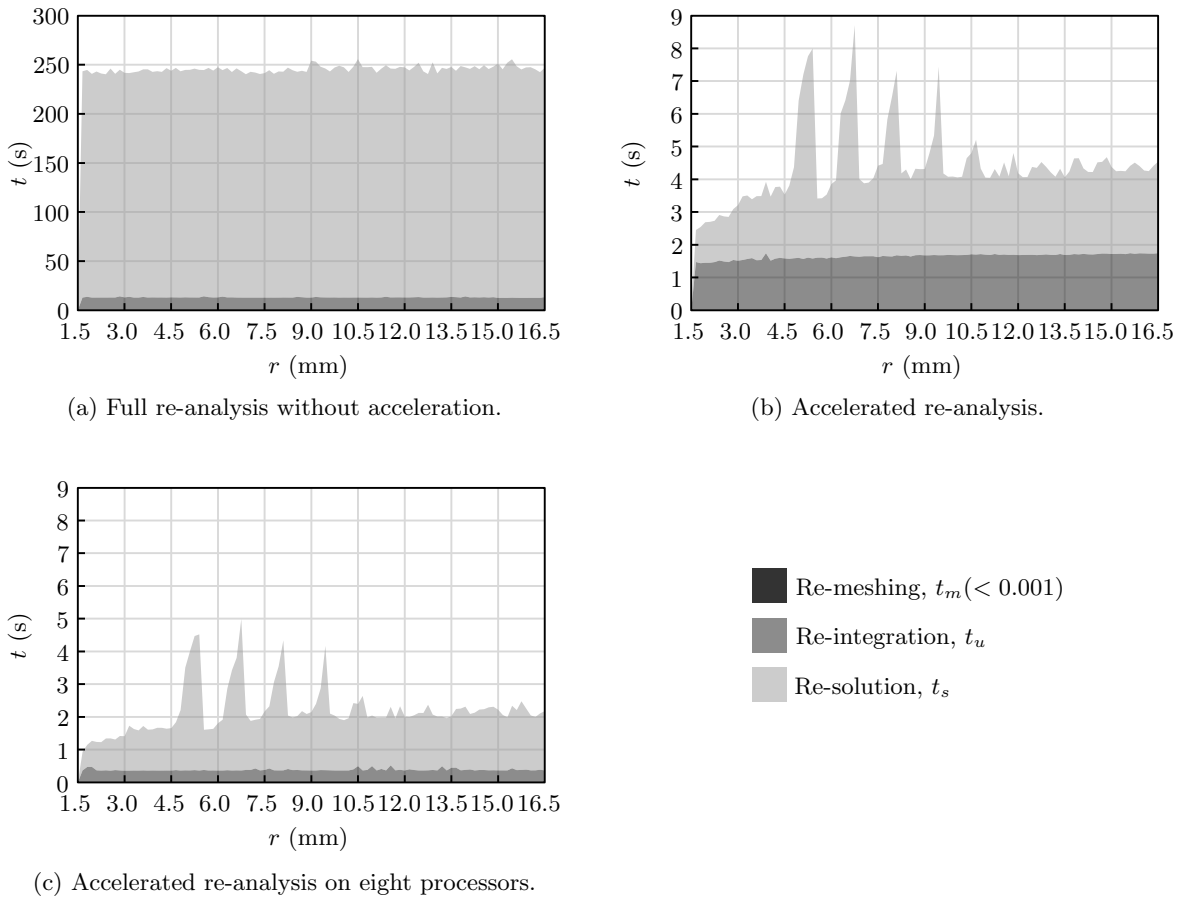 300
250
200
150
100
50
0
t (s)
1.5 3.0 4.5 6.0 7.5 9.0 10.5 12.0 13.5 15.0 16.5
r (mm)
(a) Full re-analysis without acceleration.
9
8
7
6
5
4
3
2
1
0
t (s)
1.5 3.0 4.5 6.0 7.5 9.0 10.5 12.0 13.5 15.0 16.5
r (mm)
(b) Accelerated re-analysis.
9
8
7
6
5
4
3
2
1
0
t (s)
1.5 3.0 4.5 6.0 7.5 9.0 10.5 12.0 13.5 15.0 16.5
r (mm)
(c) Accelerated re-analysis on eight processors.
Re-meshing, t_m(< 0.001)
Re-integration, t_u
Re-solution, t_s